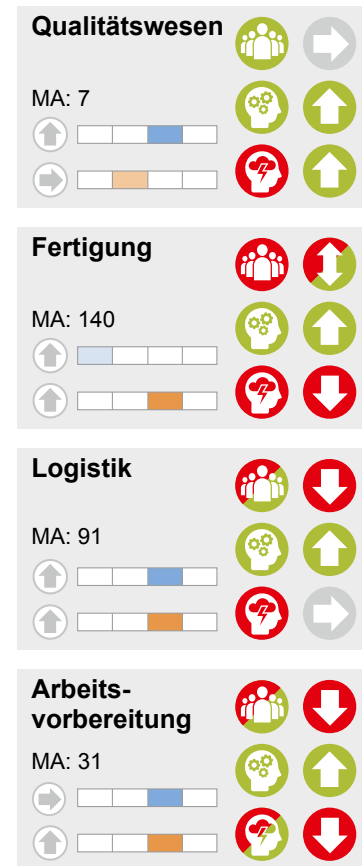 Qualitätswesen
MA: 7
Fertigung
MA: 140
Logistik
MA: 91
Arbeits-
vorbereitung
MA: 31